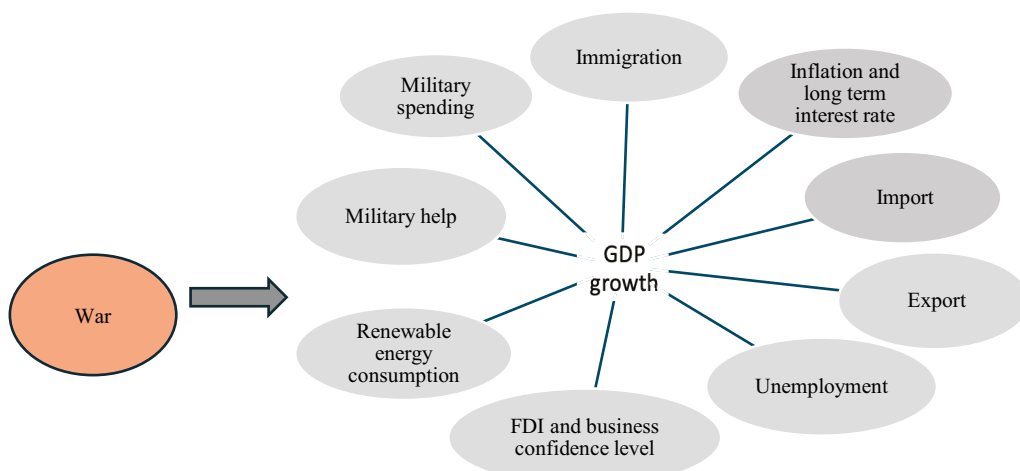 Immigration
Military
spending
Inflation and
long term
interest rate
Military help
Import
GDP
growth
War
Export
Renewable
energy
consumption
Unemployment
FDI and business
confidence level